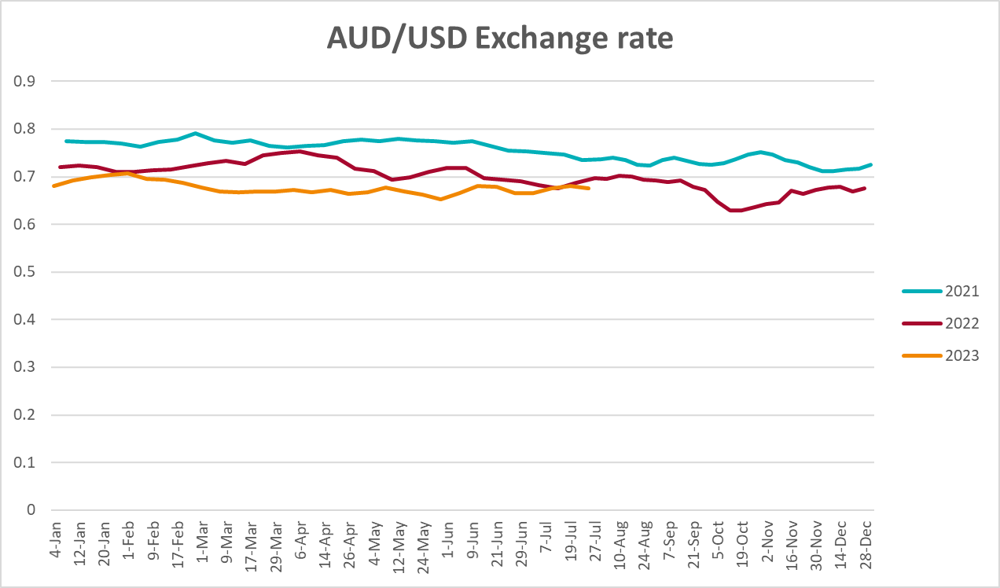 AUD/USD Exchange rate
0.9
0.8
0.7
0.6
0.5
0.4
0.3
0.2
0.1
0
2021
2022
2023
4-Jan
12-Jan
20-Jan
1-Feb
9-Feb
17-Feb
1-Mar
9-Mar
17-Mar
29-Mar
6-Apr
14-Apr
26-Apr
4-May
12-May
24-May
1-Jun
9-Jun
21-Jun
29-Jun
7-Jul
19-Jul
27-Jul
10-Aug
24-Aug
7-Sep
21-Sep
5-Oct
19-Oct
2-Nov
16-Nov
30-Nov
14-Dec
28-Dec